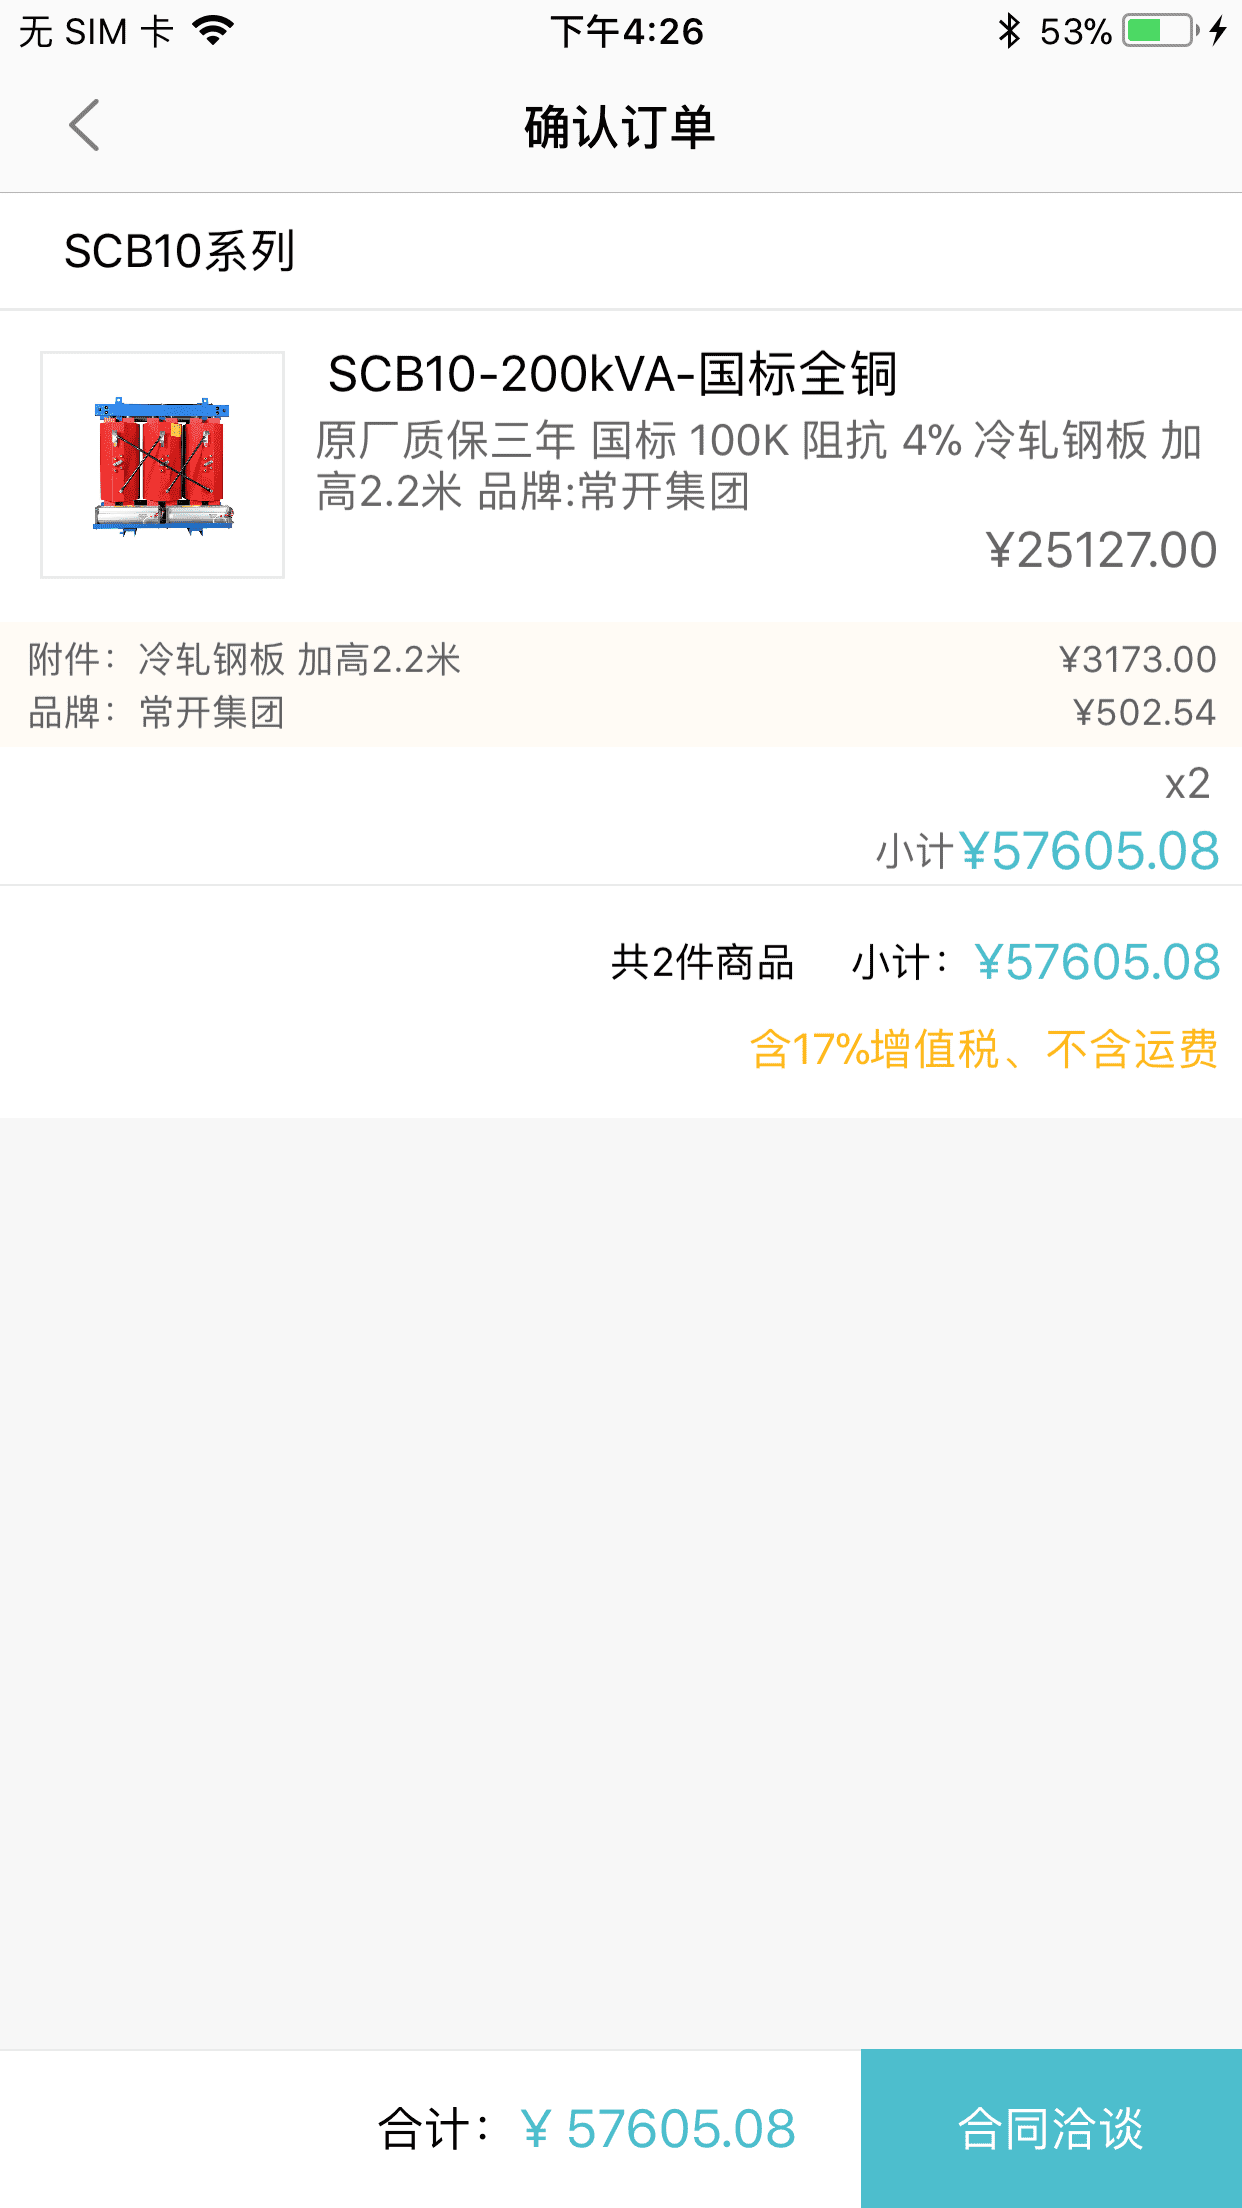 无 SIM 卡 下午4:26 53%
确认订单
SCB10系列
SCB10-200kVA-国标全铜
原厂质保三年 国标 100K 阻抗 4% 冷轧钢板 加
高2.2米 品牌:常开集团
¥25127.00
附件：冷轧钢板 加高2.2米 ¥3173.00
品牌：常开集团 ¥502.54
x2
小计¥57605.08
共2件商品 小计：¥57605.08
含17%增值税、不含运费
合计：¥ 57605.08 合同洽谈